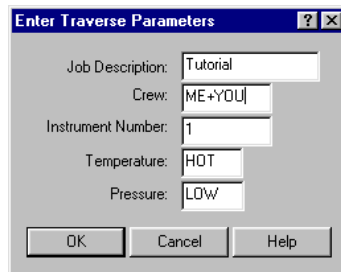 Enter Traverse Parameters ? ×
Job Description: Tutorial
Crew: ME+YOU
Instrument Number: 1
Temperature: HOT
Pressure: LOW
OK Cancel Help